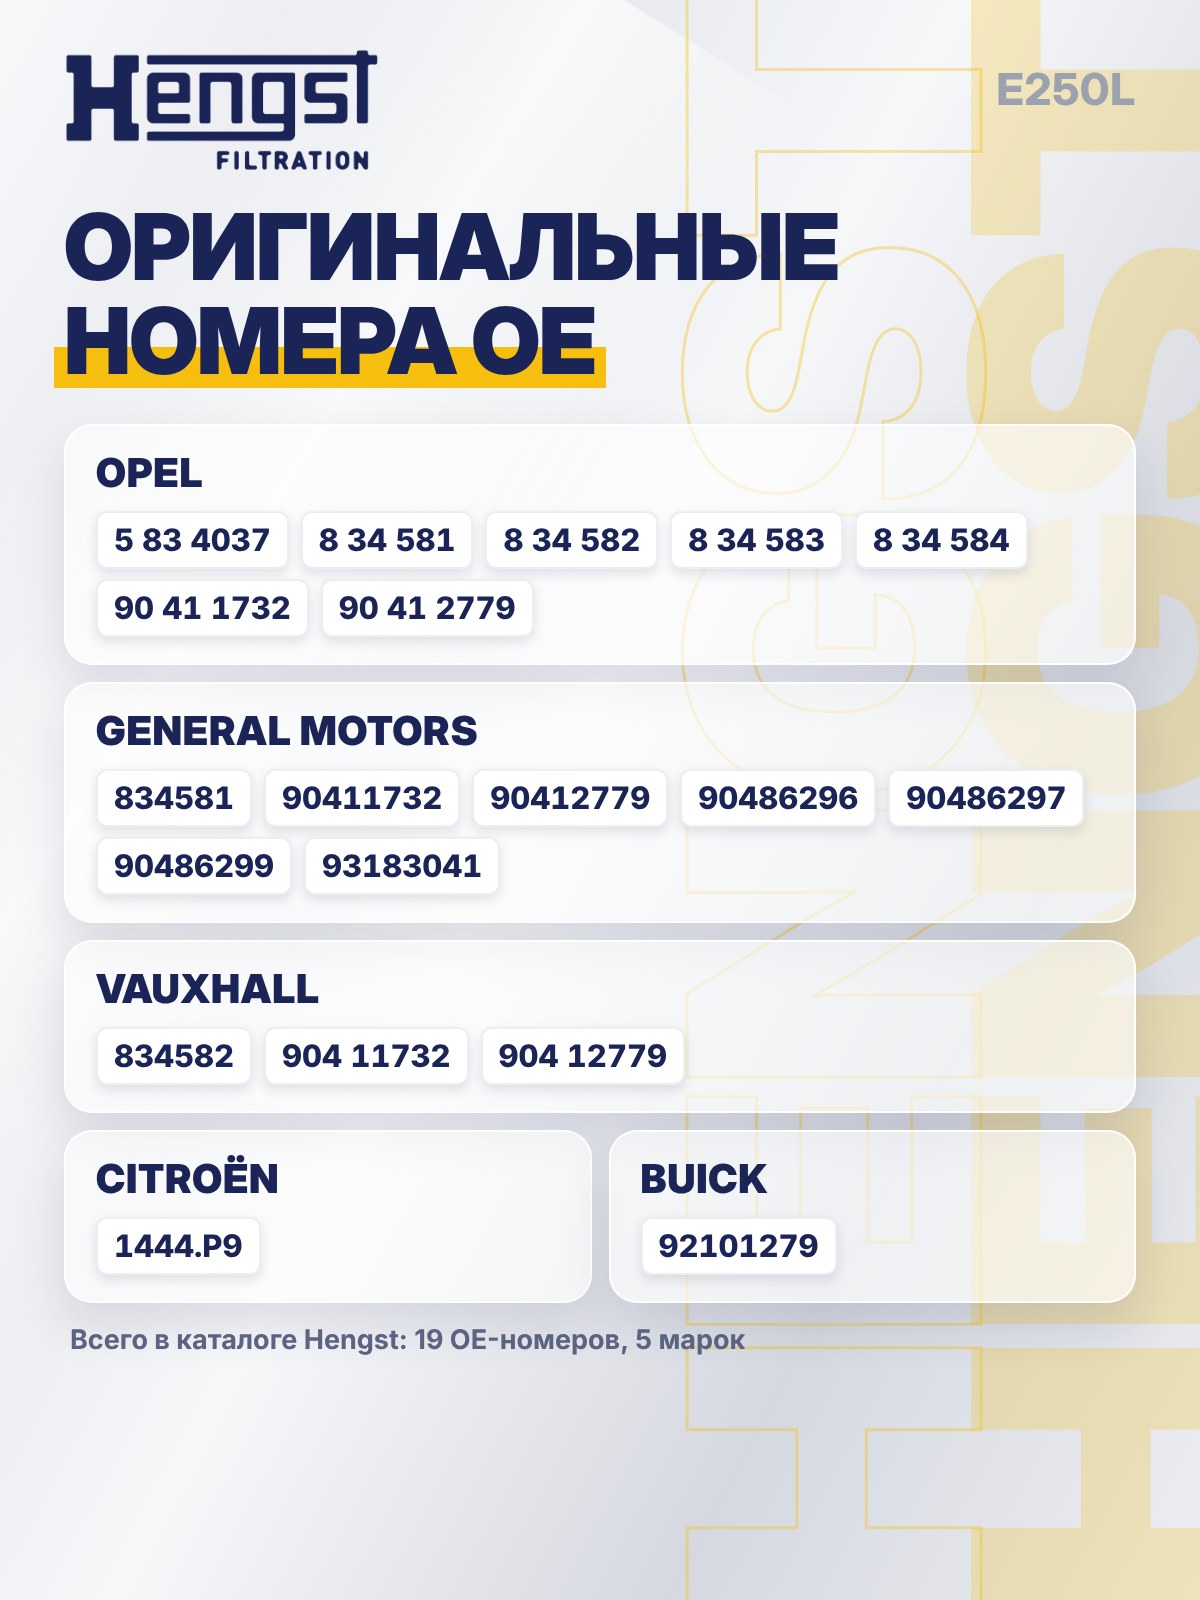 Hengst
FILTRATION
E250L
ОРИГИНАЛЬНЫЕ
НОМЕРА ОЕ
OPEL
5 83 4037 8 34 581 8 34 582 8 34 583 8 34 584
90 41 1732 90 41 2779
GENERAL MOTORS
834581 90411732 90412779 90486296 90486297
90486299 93183041
VAUXHALL
834582 904 11732 904 12779
CITROËN
1444.P9
BUICK
92101279
Всего в каталоге Hengst: 19 ОЕ-номеров, 5 марок
HENGST
HENGST